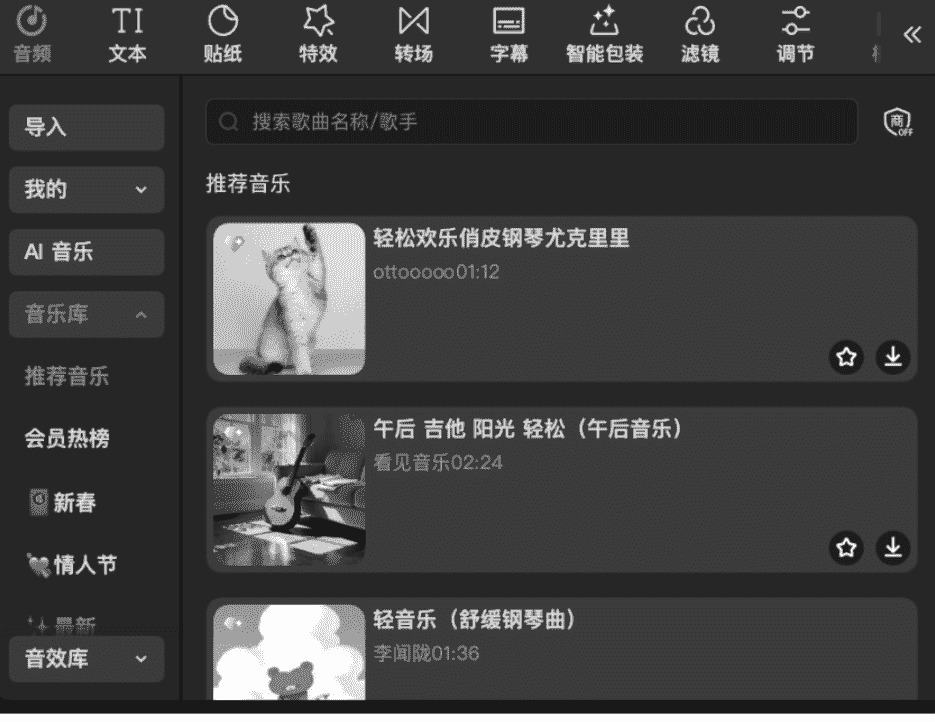 音频 文本 贴纸 特效 转场 字幕 智能包装 滤镜 调节
导入
我的
AI 音乐
音乐库
推荐音乐
会员热榜
新春
情人节
最新
音效库
搜索歌曲名称/歌手
商 OFF
推荐音乐
轻松欢乐俏皮钢琴尤克里里
ottooooo01:12
午后 吉他 阳光 轻松（午后音乐）
看见音乐02:24
轻音乐（舒缓钢琴曲）
李闻陇01:36